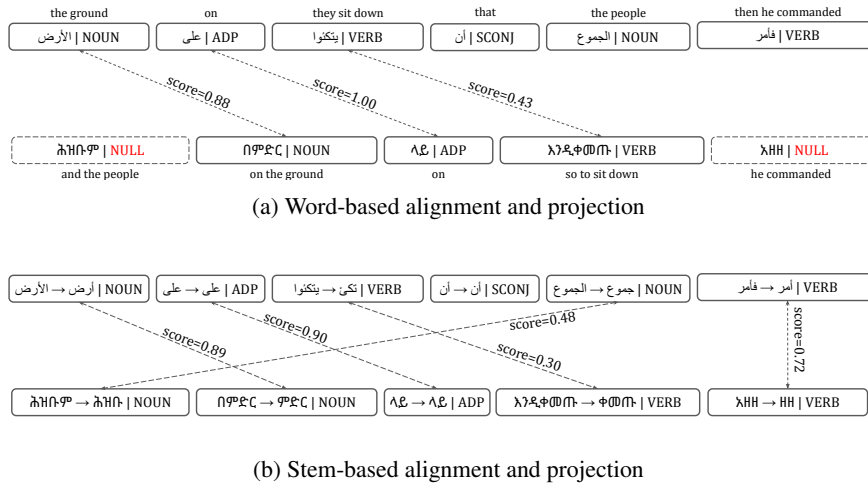 the ground on they sit down that the people then he commanded
الأرض | NOUN على | ADP يتكئوا | VERB أن | SCONJ الجموع | NOUN فأمر | VERB
score=0.88 score=1.00 score=0.43
ሕዝቡም | NULL በምድር | NOUN ላይ | ADP እንዲቀመጡ | VERB አዘዘ | NULL
and the people on the ground on so to sit down he commanded
(a) Word-based alignment and projection
الأرض → أرض | NOUN على → على | ADP يتكئوا → تكئ | VERB أن → أن | SCONJ الجموع → جموع | NOUN فأمر → أمر | VERB
score=0.89 score=0.90 score=0.48 score=0.30 score=0.72
ሕዝቡም → ሕዝቡ | NOUN በምድር → ምድር | NOUN ላይ → ላይ | ADP እንዲቀመጡ → ቀመጡ | VERB አዘዘ → ዘዘ | VERB
(b) Stem-based alignment and projection